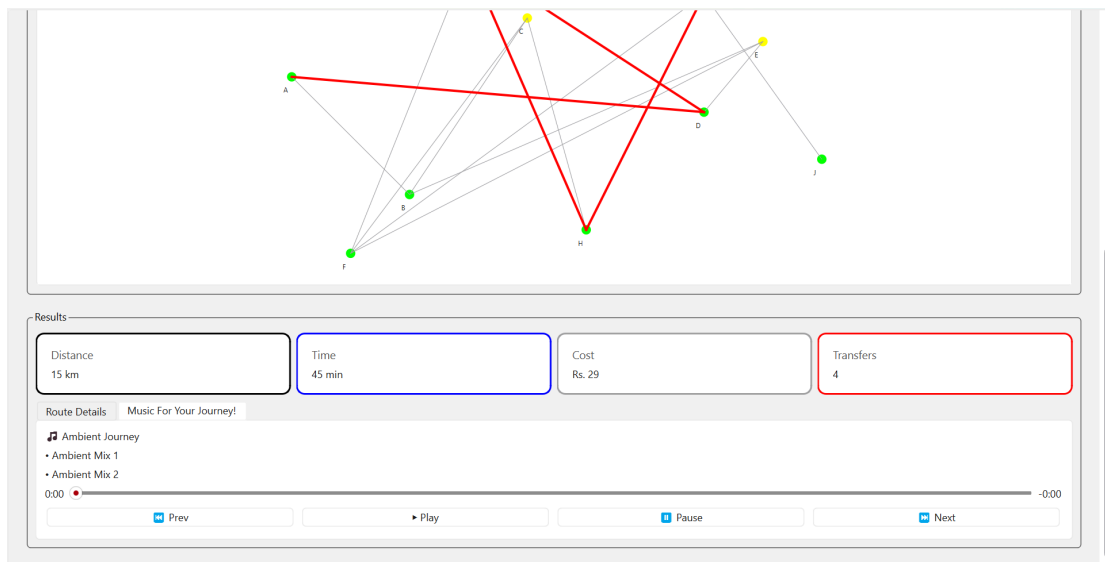 C
E
A
D
J
B
H
F
Results
Distance
15 km
Time
45 min
Cost
Rs. 29
Transfers
4
Route Details
Music For Your Journey!
🎵 Ambient Journey
• Ambient Mix 1
• Ambient Mix 2
0:00
-0:00
⏮ Prev
▶ Play
⏸ Pause
⏭ Next